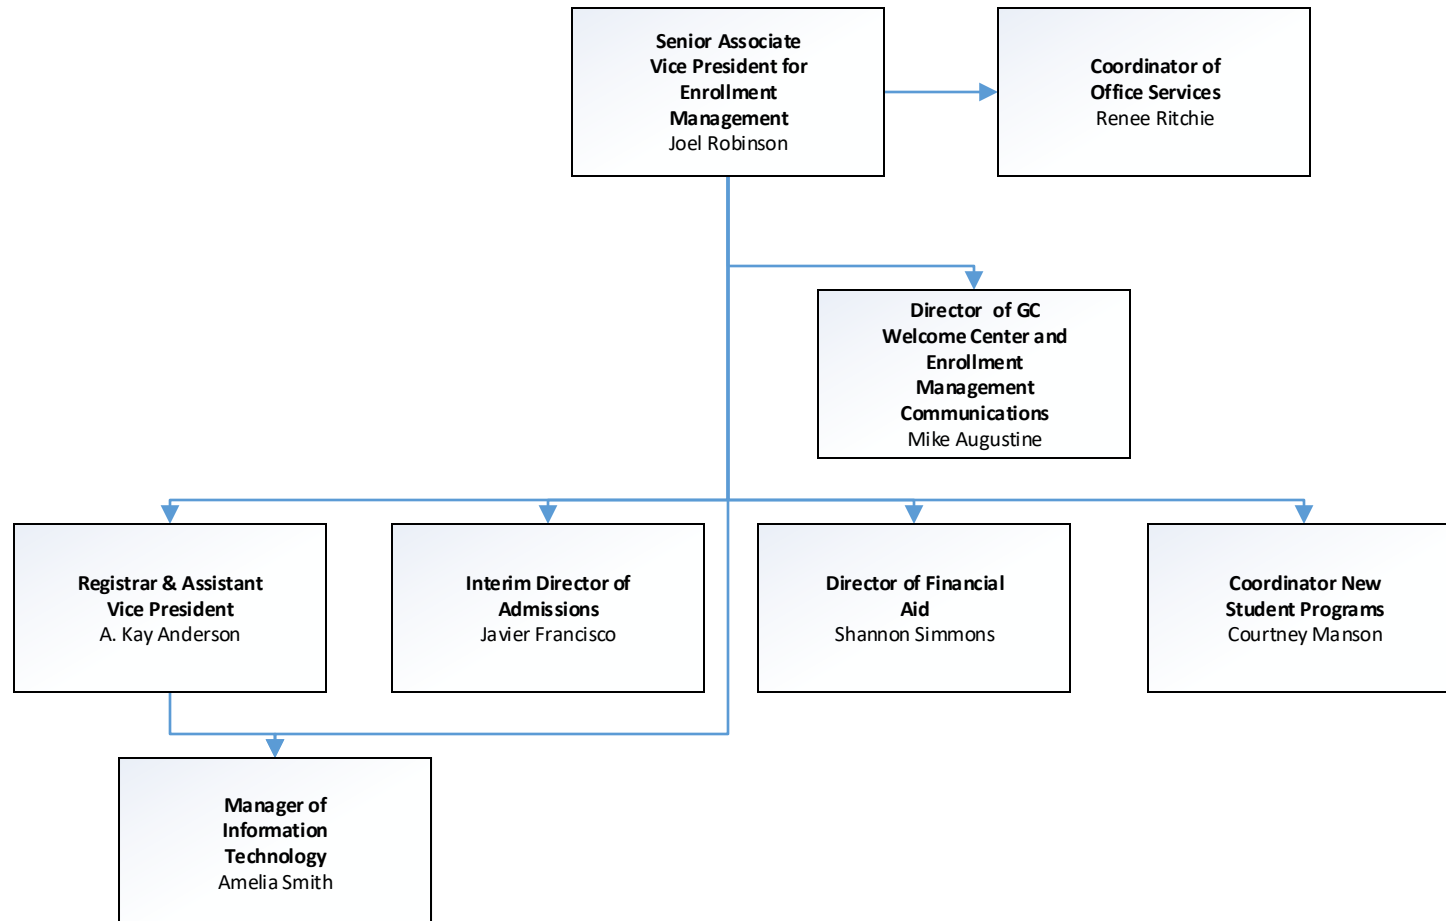 Senior Associate
Vice President for
Enrollment
Management
Joel Robinson
Coordinator of
Office Services
Renee Ritchie
Director  of GC
Welcome Center and
Enrollment
Management
Communications
Mike Augustine
Registrar & Assistant
Vice President
A. Kay Anderson
Interim Director of
Admissions
Javier Francisco
Director of Financial
Aid
Shannon Simmons
Coordinator New
Student Programs
Courtney Manson
Manager of
Information
Technology
Amelia Smith